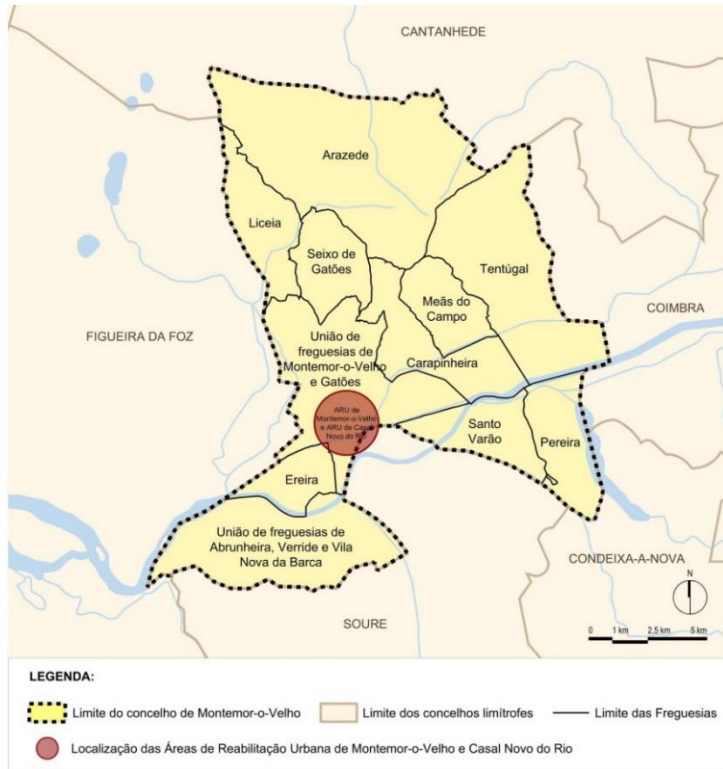 CANTANHEDE
Arazede
Liceia
Seixo de
Gatões
Tentúgal
Meãs do
Campo
COIMBRA
FIGUEIRA DA FOZ
União de
freguesias de
Montemor-o-Velho
e Gatões
Carapinheira
ARU de
Montemor-o-Velho
e ARU de Casal
Novo do Rio
Santo
Varão
Pereira
Ereira
União de freguesias de
Abrunheira, Verride e Vila
Nova da Barca
CONDEIXA-A-NOVA
SOURE
N
0 1 km 2,5 km 5 km
LEGENDA:
Limite do concelho de Montemor-o-Velho
Limite dos concelhos limítrofes
Limite das Freguesias
Localização das Áreas de Reabilitação Urbana de Montemor-o-Velho e Casal Novo do Rio